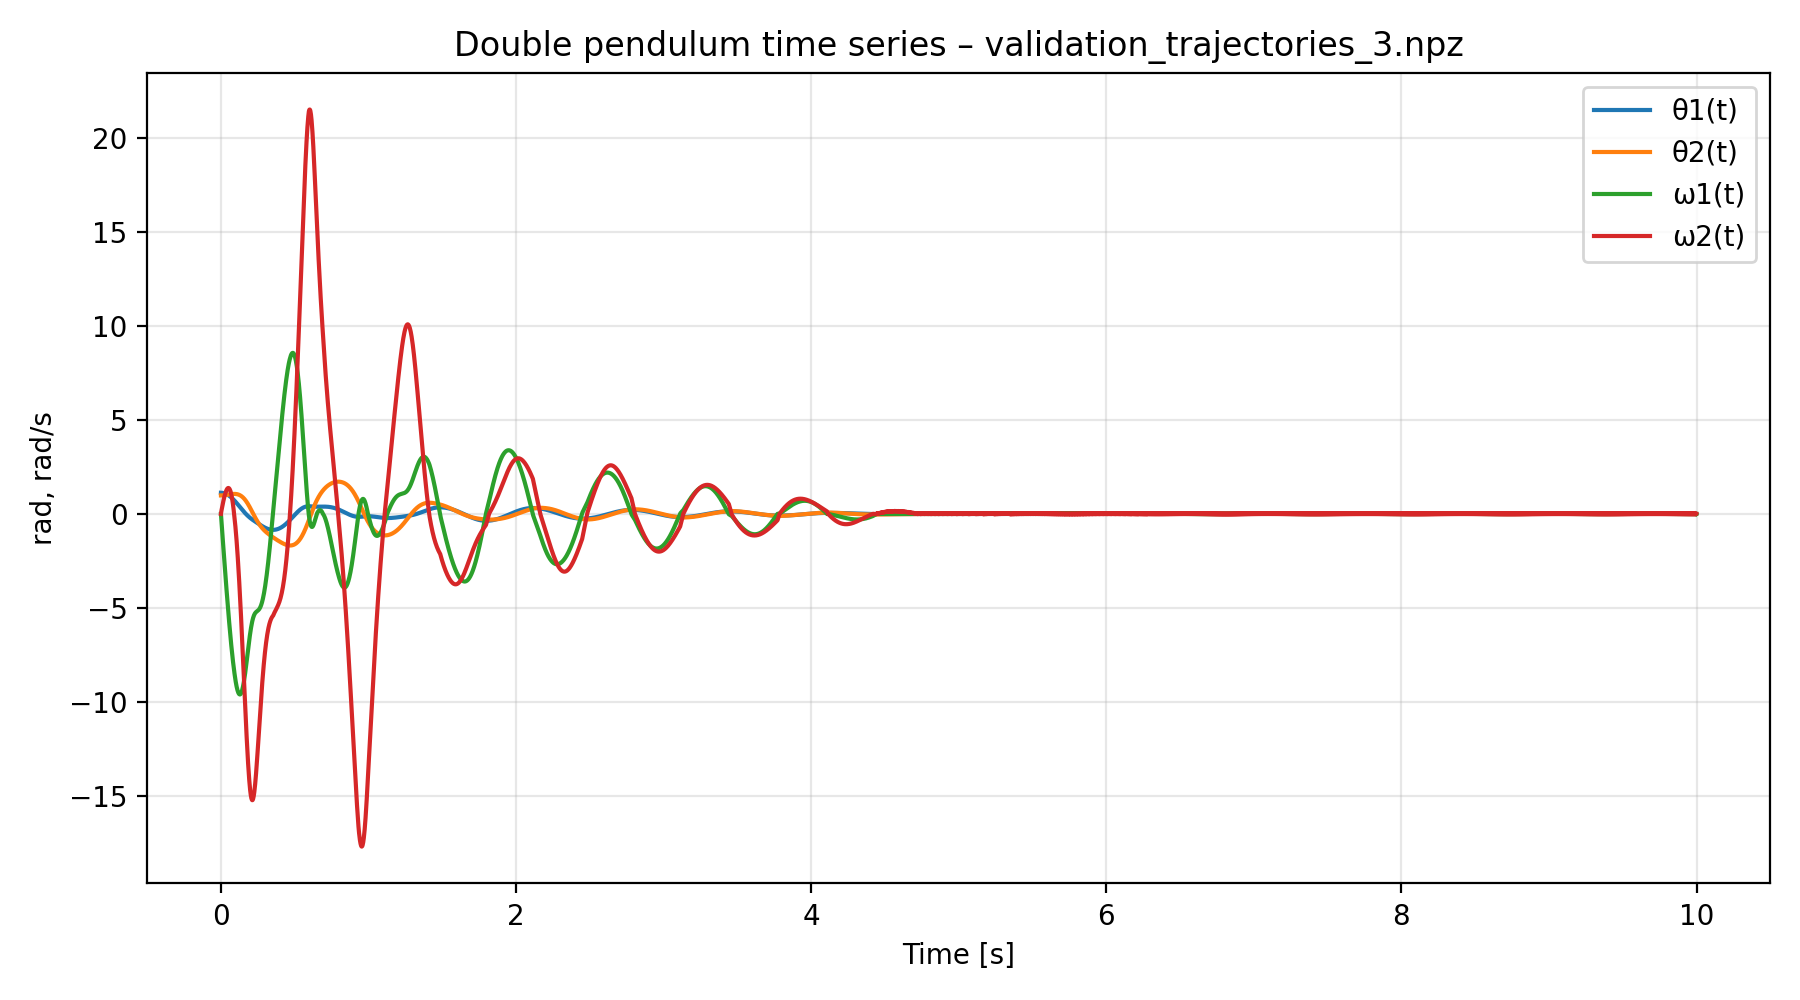 Double pendulum time series – validation_trajectories_3.npz
θ1(t)
θ2(t)
ω1(t)
ω2(t)
20
15
10
5
0
−5
−10
−15
rad, rad/s
0 2 4 6 8 10
Time [s]